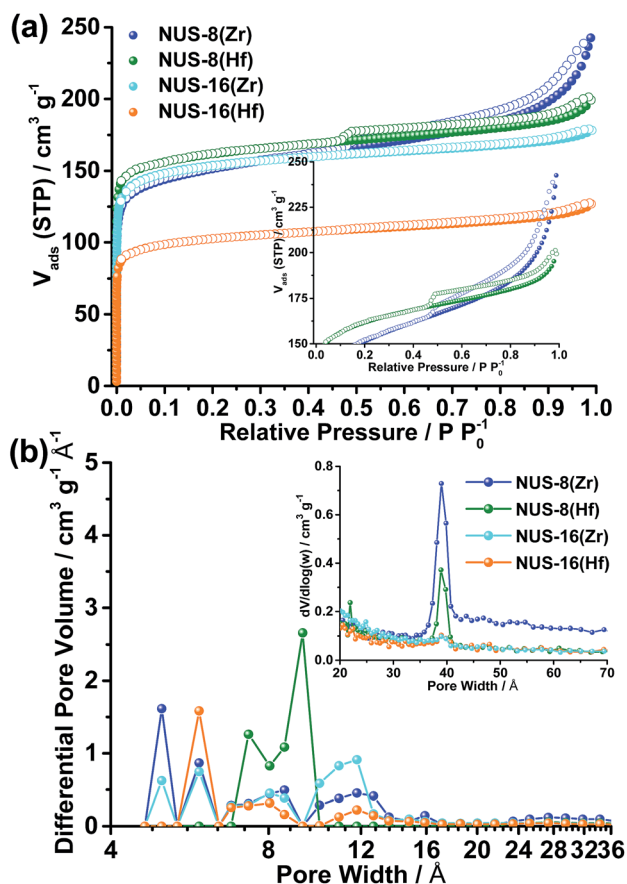 (a)
NUS-8(Zr)
NUS-8(Hf)
NUS-16(Zr)
NUS-16(Hf)
V_ads (STP) / cm³ g⁻¹
250
200
150
100
50
0
0.0 0.1 0.2 0.3 0.4 0.5 0.6 0.7 0.8 0.9 1.0
Relative Pressure / P P₀⁻¹
V_ads (STP) / cm³ g⁻¹
250
225
200
175
150
0.0 0.2 0.4 0.6 0.8 1.0
Relative Pressure / P P₀⁻¹
(b)
Differential Pore Volume / cm³ g⁻¹ Å⁻¹
5
4
3
2
1
0
4 8 12 16 20 24 28 32 36
Pore Width / Å
NUS-8(Zr)
NUS-8(Hf)
NUS-16(Zr)
NUS-16(Hf)
dV/dlog(w) / cm³ g⁻¹
0.8
0.6
0.4
0.2
0.0
20 30 40 50 60 70
Pore Width / Å